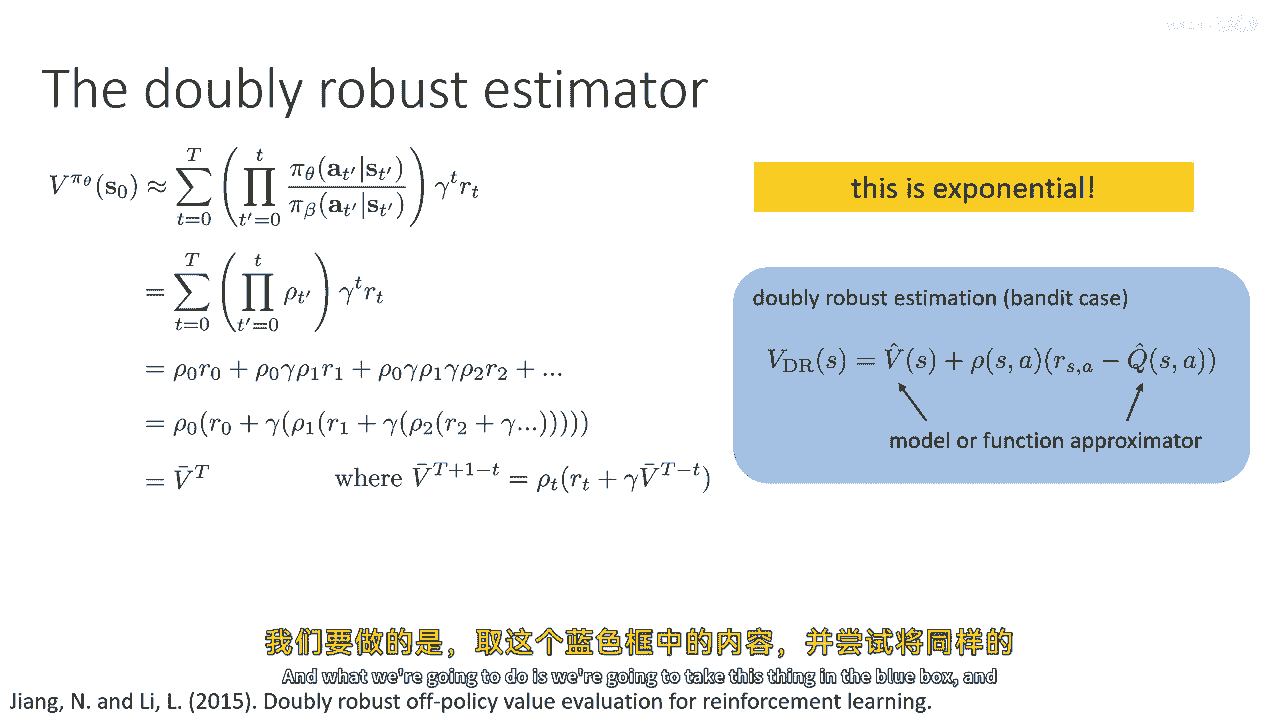 The doubly robust estimator
$V^{\pi_\theta}(\mathbf{s}_0) \approx \sum_{t=0}^{T} \left( \prod_{t'=0}^{t} \frac{\pi_\theta(\mathbf{a}_{t'}|\mathbf{s}_{t'})}{\pi_\beta(\mathbf{a}_{t'}|\mathbf{s}_{t'})} \right) \gamma^t r_t$
$= \sum_{t=0}^{T} \left( \prod_{t'=0}^{t} \rho_{t'} \right) \gamma^t r_t$
$= \rho_0 r_0 + \rho_0 \gamma \rho_1 r_1 + \rho_0 \gamma \rho_1 \gamma \rho_2 r_2 + ...$
$= \rho_0(r_0 + \gamma(\rho_1(r_1 + \gamma(\rho_2(r_2 + \gamma...)))))$
$= \bar{V}^T$ where $\bar{V}^{T+1-t} = \rho_t(r_t + \gamma \bar{V}^{T-t})$
this is exponential!
doubly robust estimation (bandit case)
$V_{\mathrm{DR}}(s) = \hat{V}(s) + \rho(s,a)(r_{s,a} - \hat{Q}(s,a))$
model or function approximator
我们要做的是，取这个蓝色框中的内容，并尝试将同样的
And what we're going to do is we're going to take this thing in the blue box, and
Jiang, N. and Li, L. (2015). Doubly robust off-policy value evaluation for reinforcement learning.